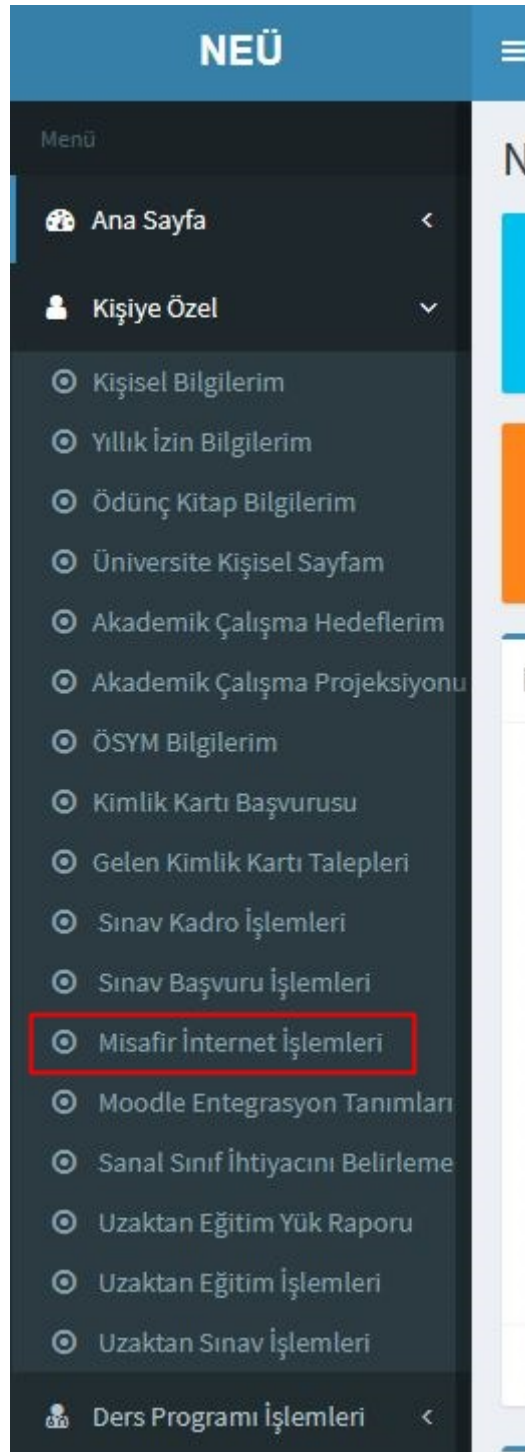 NEÜ
Menü
Ana Sayfa
Kişiye Özel
Kişisel Bilgilerim
Yıllık İzin Bilgilerim
Ödünç Kitap Bilgilerim
Üniversite Kişisel Sayfam
Akademik Çalışma Hedeflerim
Akademik Çalışma Projeksiyonu
ÖSYM Bilgilerim
Kimlik Kartı Başvurusu
Gelen Kimlik Kartı Talepleri
Sınav Kadro İşlemleri
Sınav Başvuru İşlemleri
Misafir İnternet İşlemleri
Moodle Entegrasyon Tanımları
Sanal Sınıf İhtiyacını Belirleme
Uzaktan Eğitim Yük Raporu
Uzaktan Eğitim İşlemleri
Uzaktan Sınav İşlemleri
Ders Programı İşlemleri